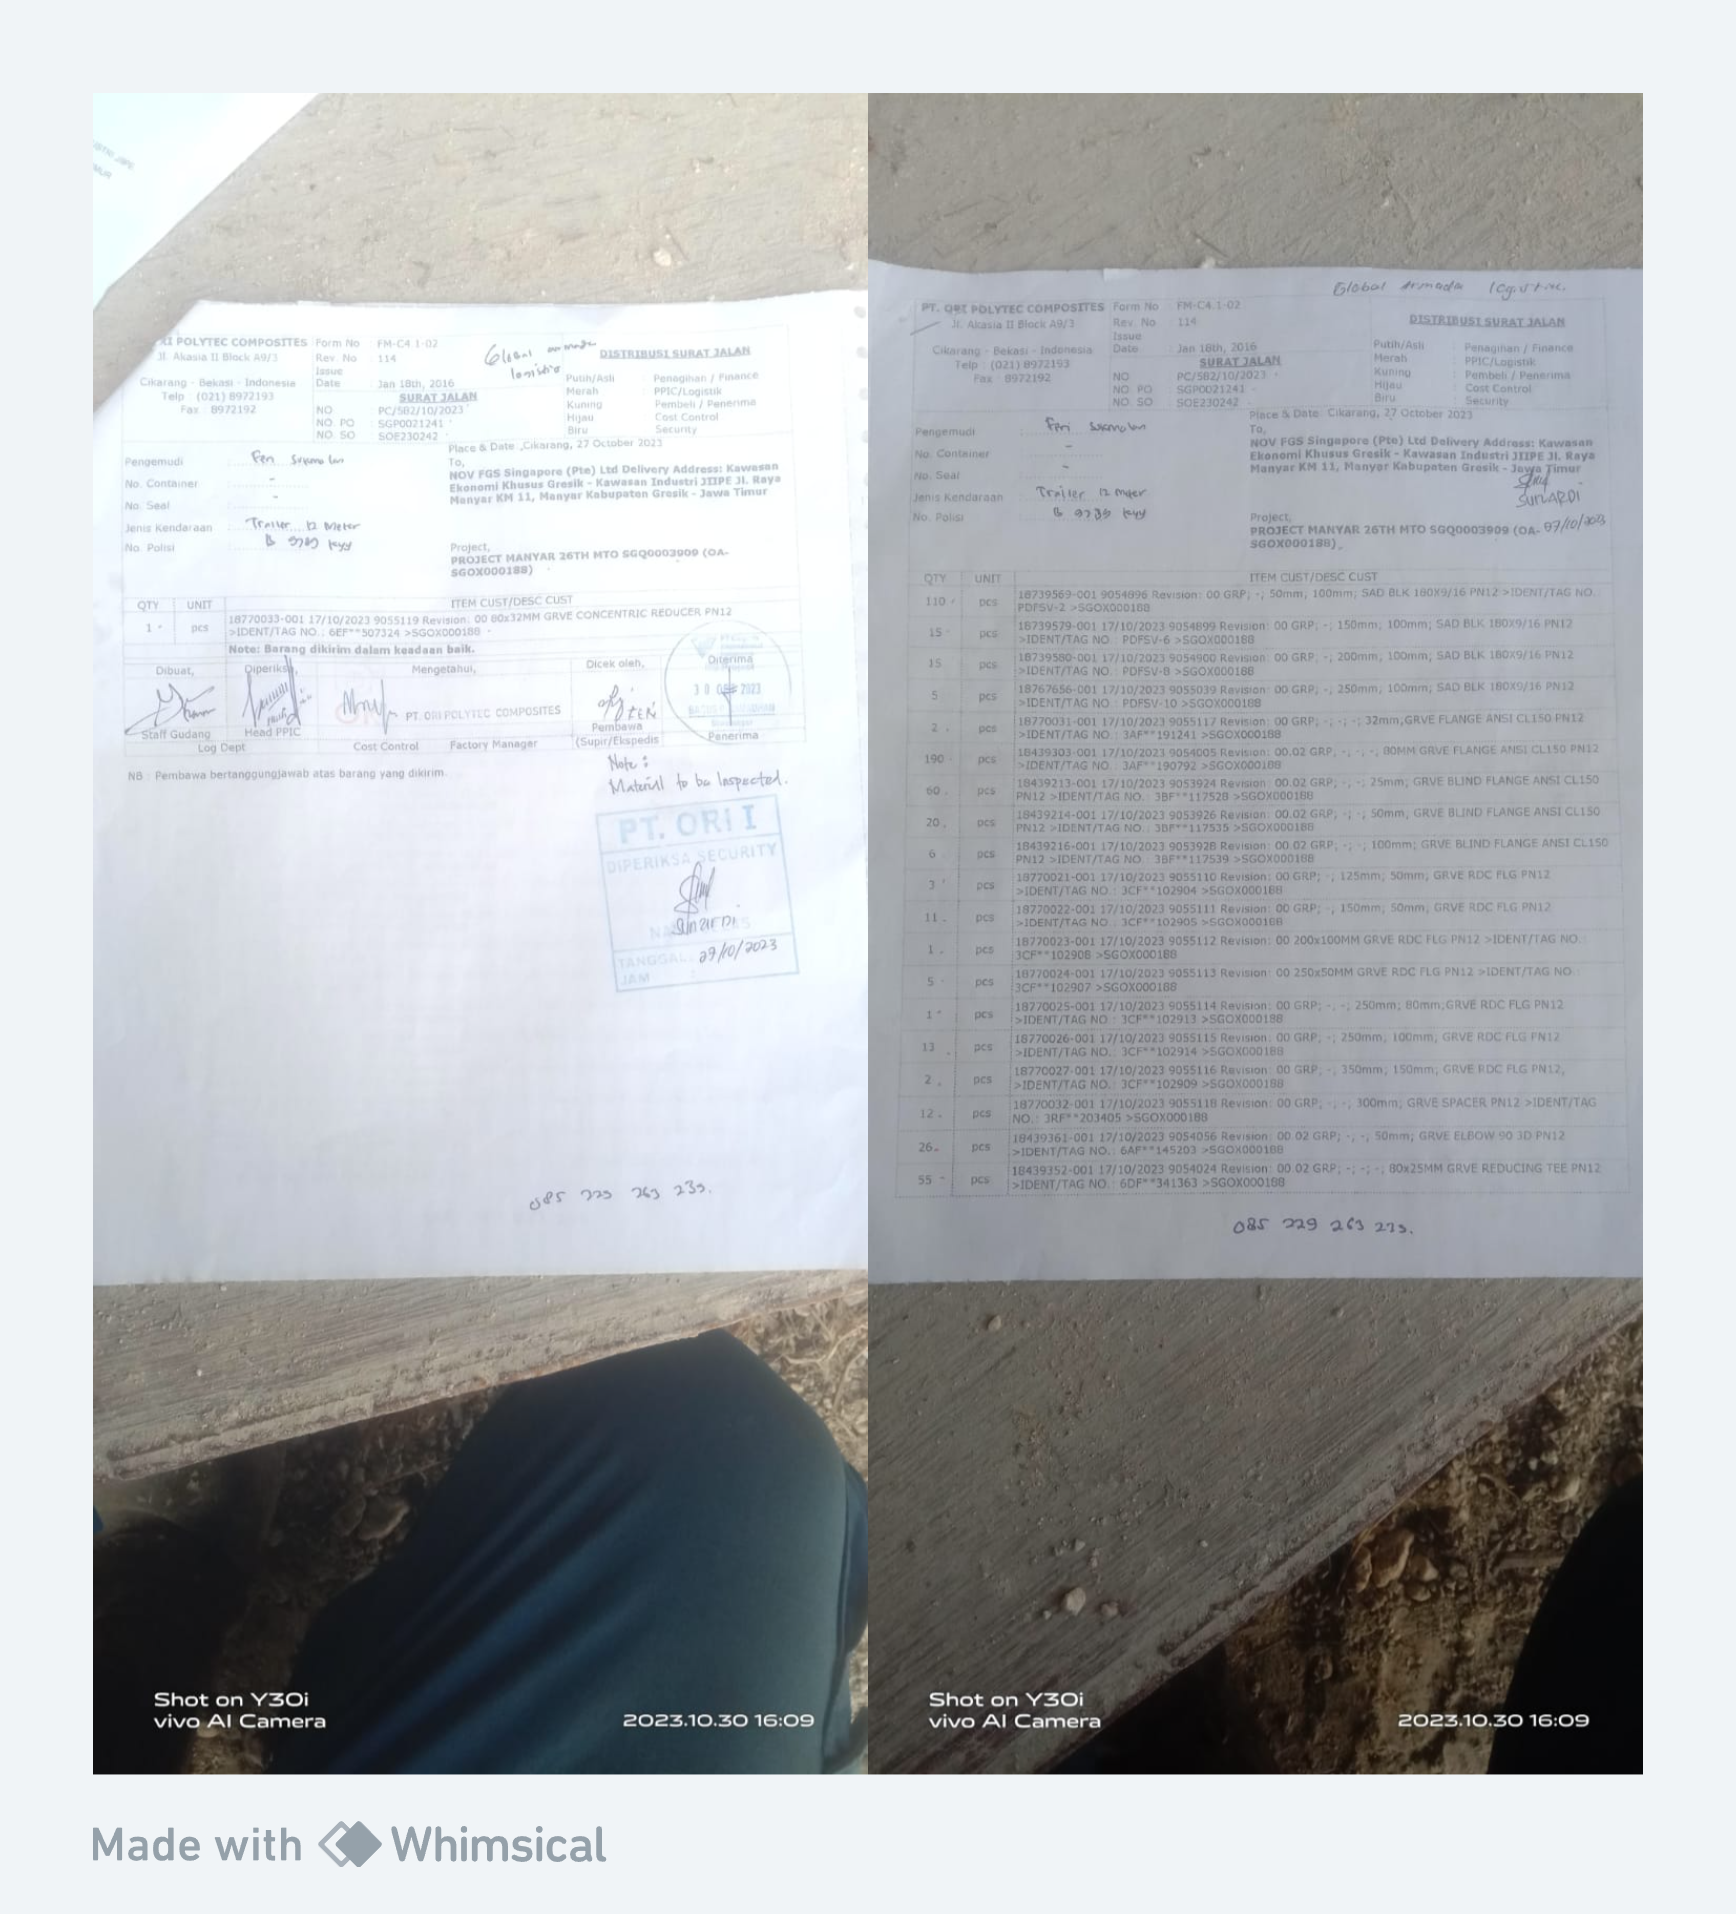 XI POLYTEC COMPOSITES Form No FM-C4 1-02
Jl. Akasia II Block A9/3 Rev. No 114
Issue
Cikarang - Bekasi - Indonesia Date : Jan 18th, 2016
Telp (021) 8972193 SURAT JALAN
Fax : 8972192 NO PC/582/10/2023
NO. PO : SGP0021241
NO. SO : SOE230242
Global armada logistic
DISTRIBUSI SURAT JALAN
Putih/Asli : Penagihan / Finance
Merah : PPIC/Logistik
Kuning : Pembeli / Penerima
Hijau : Cost Control
Biru : Security
Place & Date : Cikarang, 27 October 2023
Pengemudi
No. Container -
No. Seal -
Jenis Kendaraan Trailer 12 Meter
No. Polisi B
To,
NOV FGS Singapore (Pte) Ltd Delivery Address: Kawasan
Ekonomi Khusus Gresik - Kawasan Industri JIIPE Jl. Raya
Manyar KM 11, Manyar Kabupaten Gresik - Jawa Timur
Project,
PROJECT MANYAR 26TH MTO SGQ0003909 (OA-
SGOX000188)
QTY UNIT ITEM CUST/DESC CUST
1 pcs 18770033-001 17/10/2023 9055119 Revision: 00 80x32MM GRVE CONCENTRIC REDUCER PN12
>IDENT/TAG NO.: 6EF**507324 >SGOX000188
Note: Barang dikirim dalam keadaan baik.
Dibuat, Diperiksa, Mengetahui, Dicek oleh, Diterima
30 2023
PT. ORI POLYTEC COMPOSITES
Staff Gudang Head PPIC Pembawa Penerima
Log Dept Cost Control Factory Manager (Supir/Ekspedis
NB : Pembawa bertanggungjawab atas barang yang dikirim.
Note :
Material to be Inspected.
PT. ORI I
DIPERIKSA SECURITY
TANGGAL : 29/10/2023
JAM :
Shot on Y30i
vivo AI Camera
2023.10.30 16:09
Global Armada
PT. ORI POLYTEC COMPOSITES Form No : FM-C4.1-02
Jl. Akasia II Block A9/3 Rev. No : 114
Issue
Cikarang - Bekasi - Indonesia Date : Jan 18th, 2016
Telp (021) 8972193 SURAT JALAN
Fax : 8972192 NO PC/582/10/2023
NO. PO SGP0021241
NO. SO SOE230242
DISTRIBUSI SURAT JALAN
Putih/Asli : Penagihan / Finance
Merah : PPIC/Logistik
Kuning : Pembeli / Penerima
Hijau : Cost Control
Biru : Security
Place & Date : Cikarang, 27 October 2023
Pengemudi Feri
No. Container -
No. Seal -
Jenis Kendaraan Trailer 12 Meter
No. Polisi B
To,
NOV FGS Singapore (Pte) Ltd Delivery Address: Kawasan
Ekonomi Khusus Gresik - Kawasan Industri JIIPE Jl. Raya
Manyar KM 11, Manyar Kabupaten Gresik - Jawa Timur
SUNARDI
Project,
PROJECT MANYAR 26TH MTO SGQ0003909 (OA-
SGOX000188)
QTY UNIT ITEM CUST/DESC CUST
110 pcs 18739569-001 9054896 Revision: 00 GRP; -; 50mm, 100mm; SAD BLK 180X9/16 PN12 >IDENT/TAG NO.
PDFSV-2 >SGOX000188
15 pcs 18739579-001 17/10/2023 9054899 Revision: 00 GRP; -; 150mm; 100mm; SAD BLK 180X9/16 PN12
>IDENT/TAG NO. PDFSV-6 >SGOX000188
15 pcs 18739580-001 17/10/2023 9054900 Revision: 00 GRP; -; 200mm, 100mm; SAD BLK 180X9/16 PN12
>IDENT/TAG NO.: PDFSV-8 >SGOX000188
5 pcs 18767656-001 17/10/2023 9055039 Revision: 00 GRP; -; 250mm, 100mm; SAD BLK 180X9/16 PN12
>IDENT/TAG NO.: PDFSV-10 >SGOX000188
2 pcs 18770031-001 17/10/2023 9055117 Revision: 00 GRP; -; -; -; 32mm,GRVE FLANGE ANSI CL150 PN12
>IDENT/TAG NO.: 3AF**191241 >SGOX000188
190 pcs 18439303-001 17/10/2023 9054005 Revision: 00.02 GRP, -; -; -, 80MM GRVE FLANGE ANSI CL150 PN12
>IDENT/TAG NO.: 3AF**190792 >SGOX000188
60 pcs 18439213-001 17/10/2023 9053924 Revision: 00.02 GRP, -; -; 25mm, GRVE BLIND FLANGE ANSI CL150
PN12 >IDENT/TAG NO. : 3BF**117528 >SGOX000188
20 pcs 18439214-001 17/10/2023 9053926 Revision: 00.02 GRP, -; -; 50mm; GRVE BLIND FLANGE ANSI CL150
PN12 >IDENT/TAG NO.: 3BF**117535 >SGOX000188
6 pcs 18439216-001 17/10/2023 9053928 Revision: 00.02 GRP; -; -; 100mm; GRVE BLIND FLANGE ANSI CL150
PN12 >IDENT/TAG NO.: 3BF**117539 >SGOX000188
3 pcs 18770021-001 17/10/2023 9055110 Revision: 00 GRP; -, 125mm; 50mm; GRVE RDC FLG PN12
>IDENT/TAG NO.: 3CF**102904 >SGOX000188
11 pcs 18770022-001 17/10/2023 9055111 Revision: 00 GRP; -; 150mm; 50mm; GRVE RDC FLG PN12
>IDENT/TAG NO.: 3CF**102905 >SGOX000188
1 pcs 18770023-001 17/10/2023 9055112 Revision: 00 200x100MM GRVE RDC FLG PN12 >IDENT/TAG NO.
3CF**102908 >SGOX000188
5 pcs 18770024-001 17/10/2023 9055113 Revision: 00 250x50MM GRVE RDC FLG PN12 >IDENT/TAG NO.:
3CF**102907 >SGOX000188
1 pcs 18770025-001 17/10/2023 9055114 Revision: 00 GRP; -, -; 250mm; 80mm,GRVE RDC FLG PN12
>IDENT/TAG NO : 3CF**102913 >SGOX000188
13 pcs 18770026-001 17/10/2023 9055115 Revision: 00 GRP; -; 250mm, 100mm; GRVE RDC FLG PN12
>IDENT/TAG NO.: 3CF**102914 >SGOX000188
2 pcs 18770027-001 17/10/2023 9055116 Revision: 00 GRP; -; 350mm; 150mm; GRVE RDC FLG PN12,
>IDENT/TAG NO.: 3CF**102909 >SGOX000188
12 pcs 18770032-001 17/10/2023 9055118 Revision: 00 GRP; -; -, 300mm; GRVE SPACER PN12 >IDENT/TAG
NO.: 3RF**203405 >SGOX000188
26 pcs 18439361-001 17/10/2023 9054056 Revision: 00.02 GRP; -; -; 50mm; GRVE ELBOW 90 3D PN12
>IDENT/TAG NO.: 6AF**145203 >SGOX000188
55 pcs 18439352-001 17/10/2023 9054024 Revision: 00.02 GRP; -; -; -, 80x25MM GRVE REDUCING TEE PN12
>IDENT/TAG NO.: 6DF**341363 >SGOX000188
Shot on Y30i
vivo AI Camera
2023.10.30 16:09
Made with Whimsical